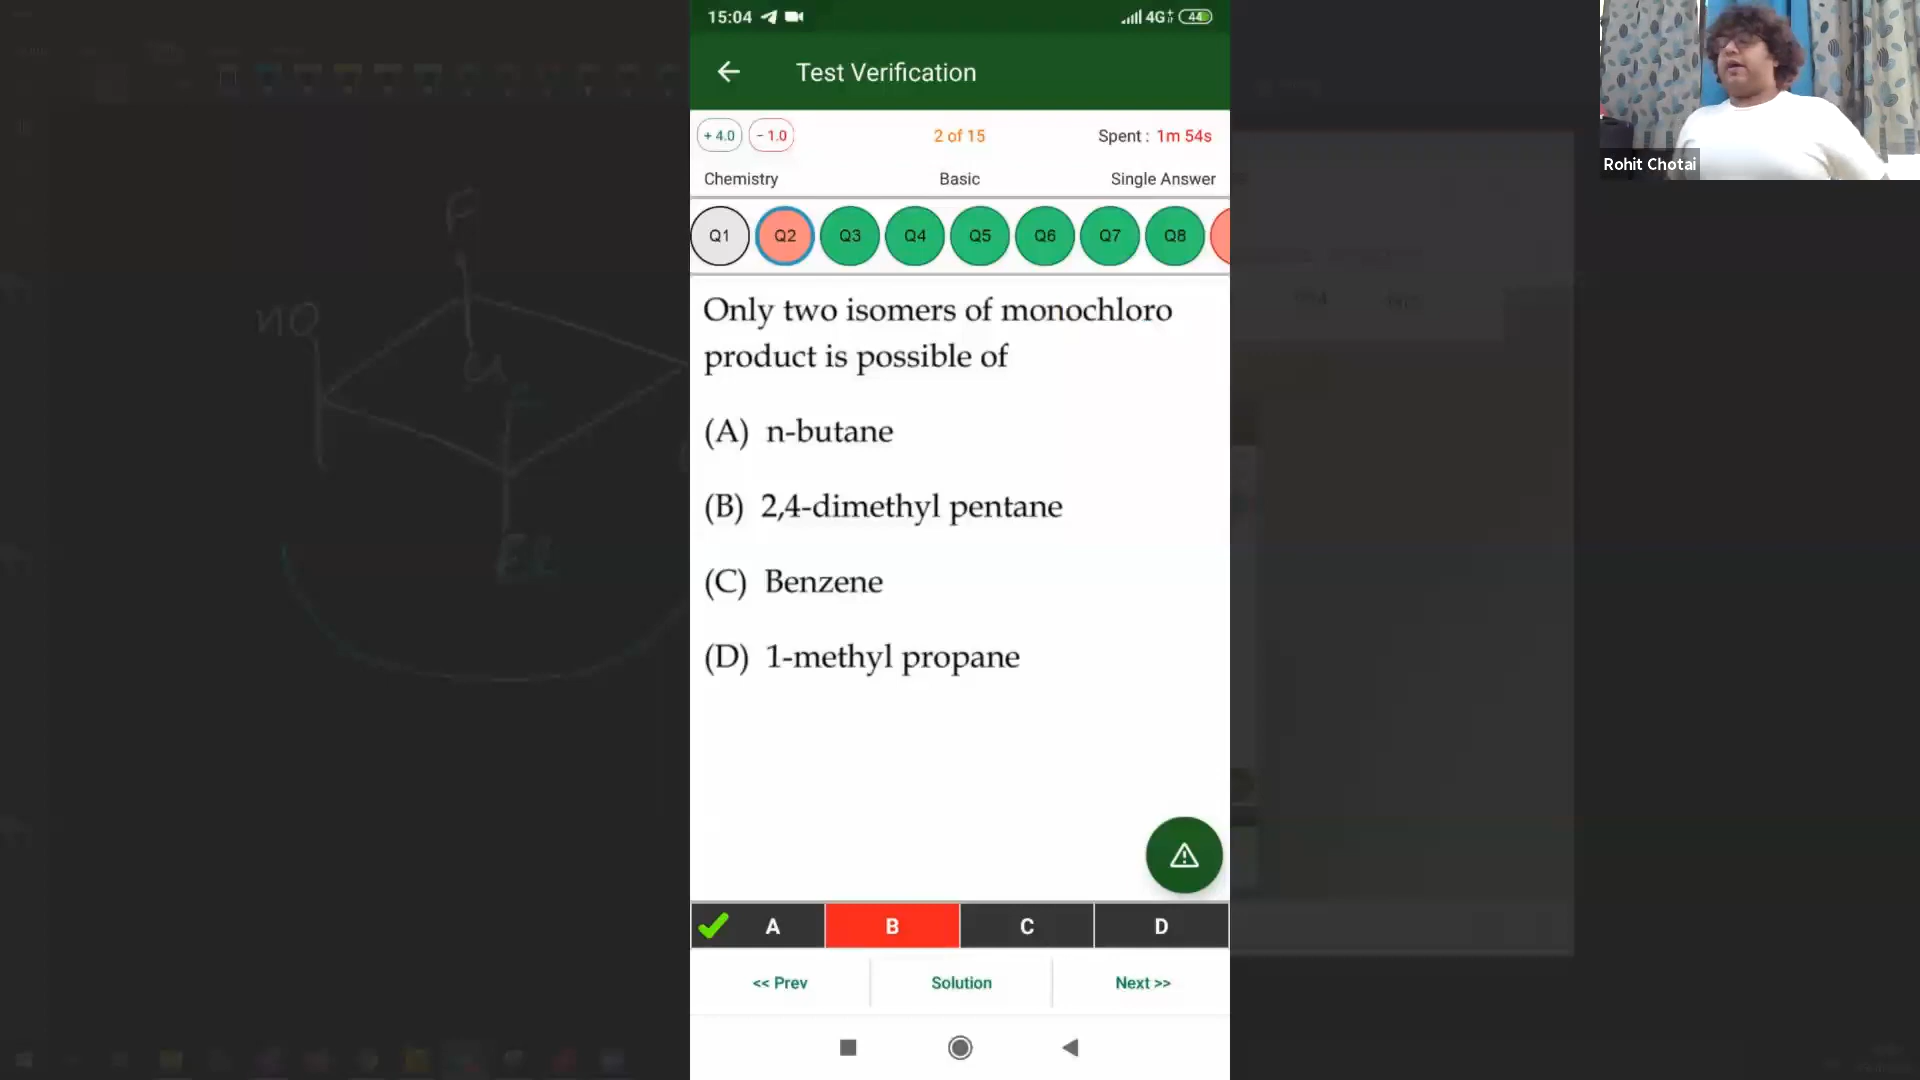 15:04
4G
44
Test Verification
Rohit Chotai
+ 4.0
- 1.0
2 of 15
Spent : 1m 54s
Chemistry
Basic
Single Answer
Q1 Q2 Q3 Q4 Q5 Q6 Q7 Q8
Only two isomers of monochloro
product is possible of
(A) n-butane
(B) 2,4-dimethyl pentane
(C) Benzene
(D) 1-methyl propane
A B C D
<< Prev
Solution
Next >>
F